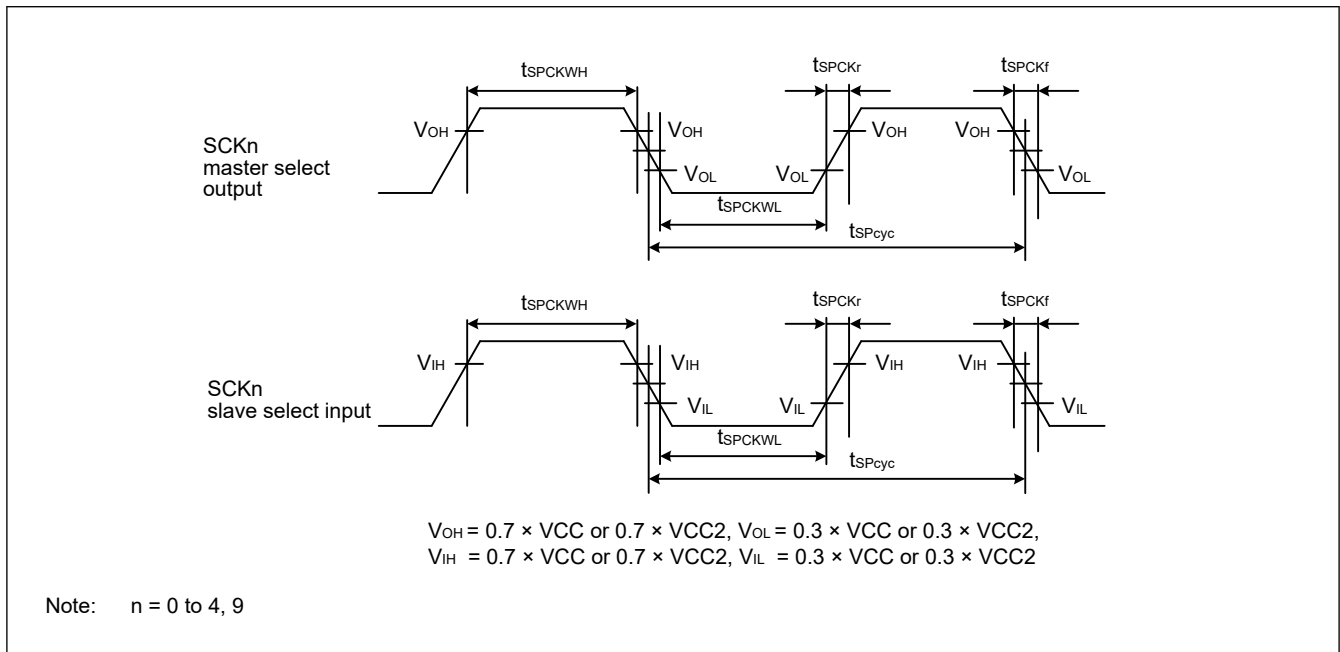 tSPCKWH
tSPCKr
tSPCKf
VOH
VOH
VOH
VOH
SCKn
master select
output
VOL
VOL
VOL
tSPCKWL
tSPcyc
tSPCKWH
tSPCKr
tSPCKf
VIH
VIH
VIH
VIH
SCKn
slave select input
VIL
VIL
VIL
tSPCKWL
tSPcyc
VOH = 0.7 × VCC or 0.7 × VCC2, VOL = 0.3 × VCC or 0.3 × VCC2,
VIH = 0.7 × VCC or 0.7 × VCC2, VIL = 0.3 × VCC or 0.3 × VCC2
Note: n = 0 to 4, 9